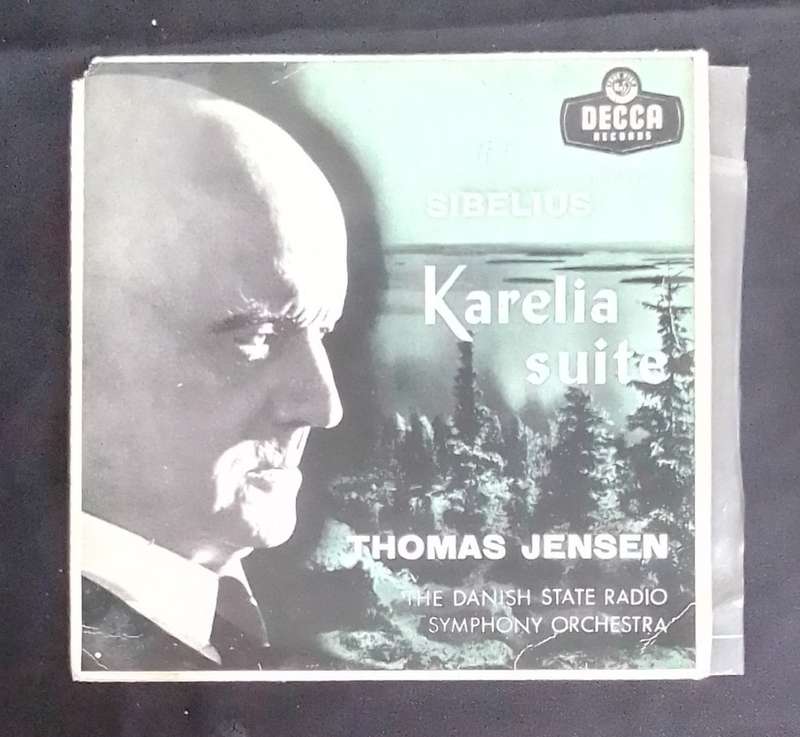 DECCA
RECORDS
SIBELIUS
Karelia
suite
THOMAS JENSEN
THE DANISH STATE RADIO
SYMPHONY ORCHESTRA